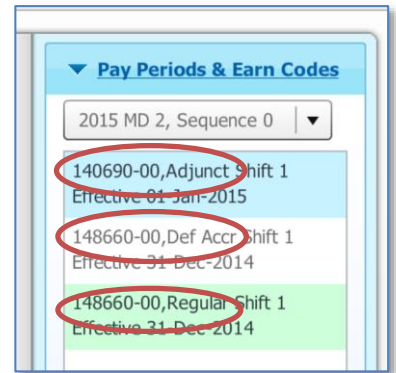 Pay Periods & Earn Codes
2015 MD 2, Sequence 0
140690-00,Adjunct Shift 1
Effective 01-Jan-2015
148660-00,Def Accr Shift 1
Effective 31-Dec-2014
148660-00,Regular Shift 1
Effective 31-Dec-2014